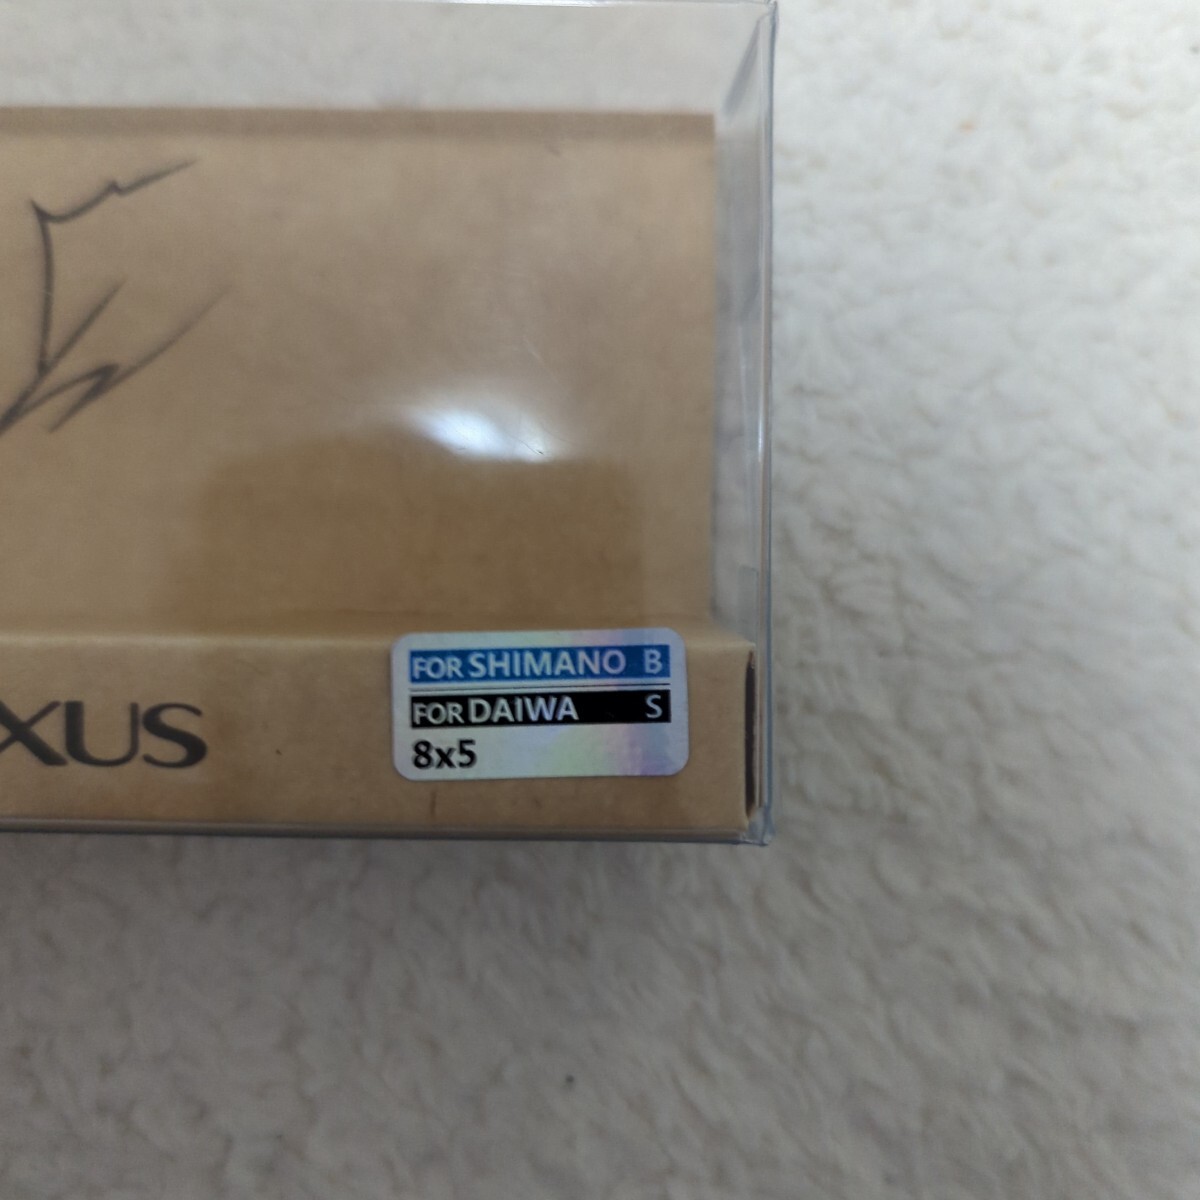 FOR SHIMANO B
FOR DAIWA S
XUS
8x5